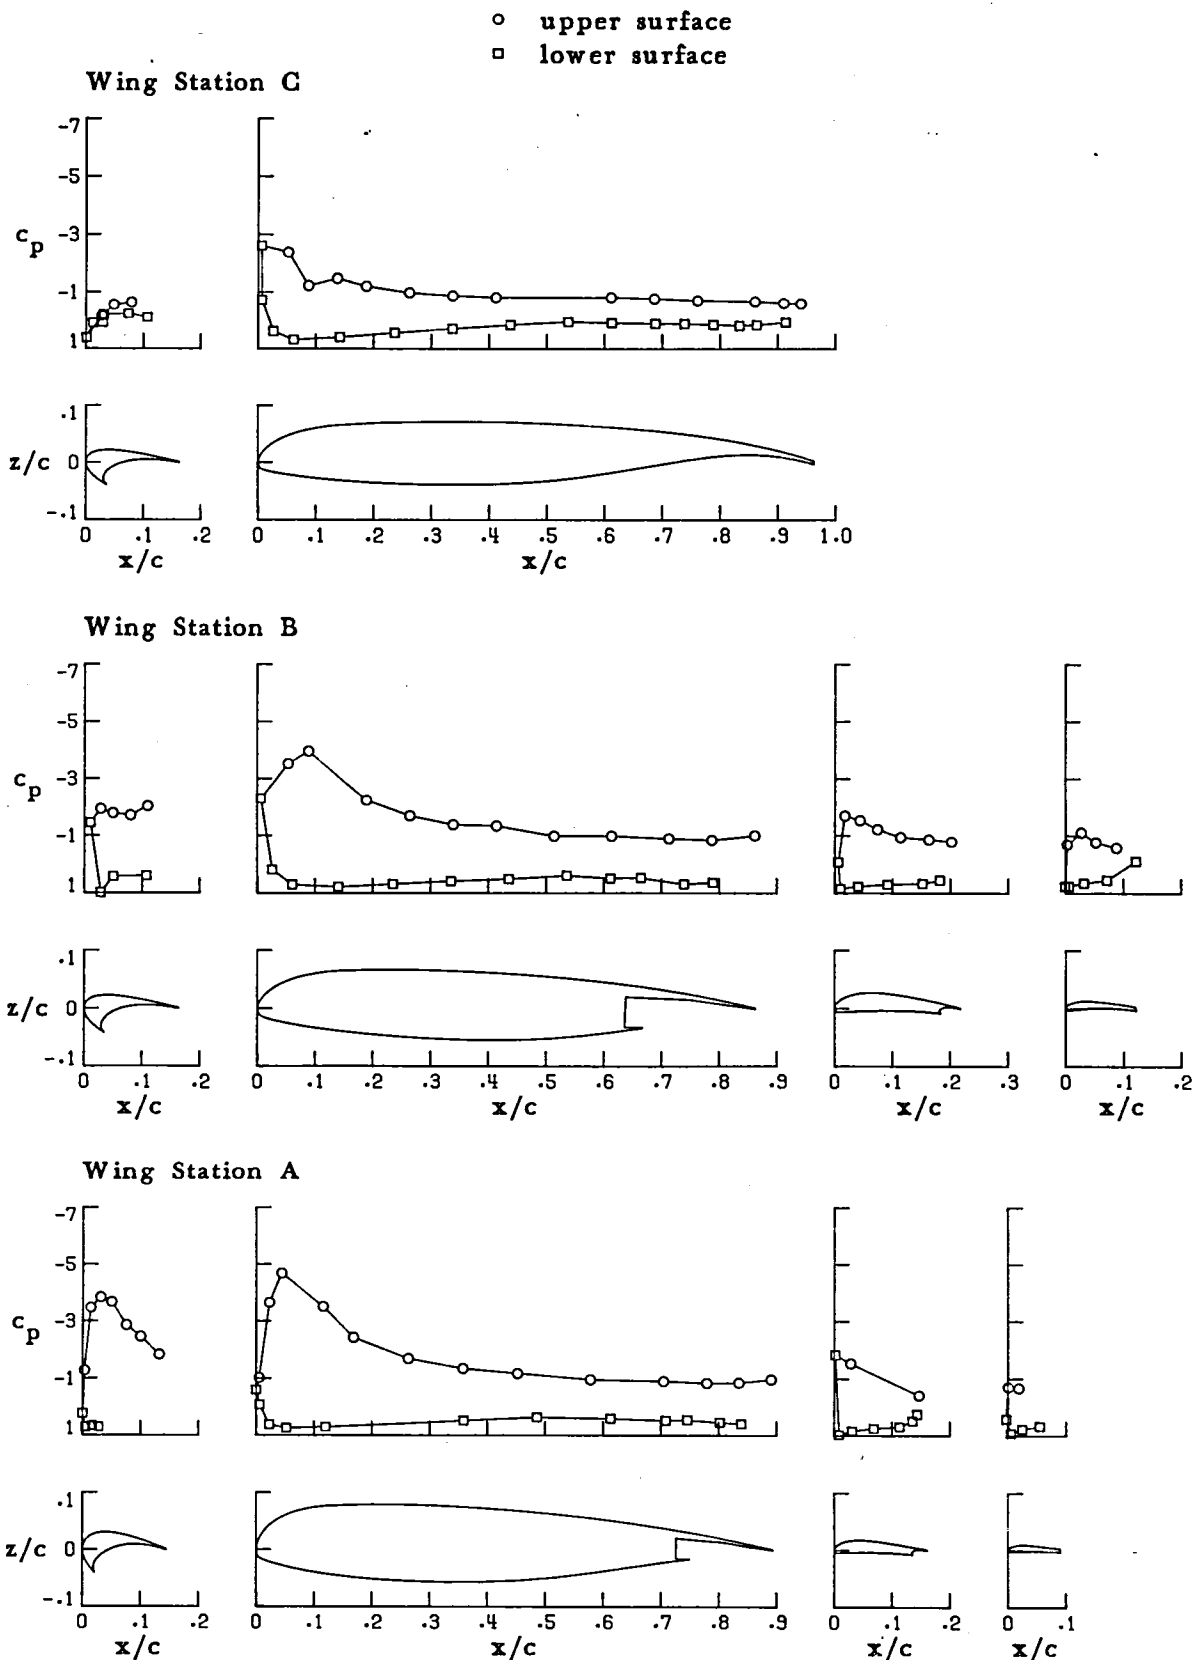 upper surface
lower surface
Wing Station C
-7
-5
-3
-1
1
c_p
.1
0
-.1
z/c
0 .1 .2
x/c
0 .1 .2 .3 .4 .5 .6 .7 .8 .9 1.0
x/c
Wing Station B
-7
-5
-3
-1
1
c_p
.1
0
-.1
z/c
0 .1 .2
x/c
0 .1 .2 .3 .4 .5 .6 .7 .8 .9
x/c
0 .1 .2 .3
x/c
0 .1 .2
x/c
Wing Station A
-7
-5
-3
-1
1
c_p
.1
0
-.1
z/c
0 .1 .2
x/c
0 .1 .2 .3 .4 .5 .6 .7 .8 .9
x/c
0 .1 .2
x/c
0 .1
x/c